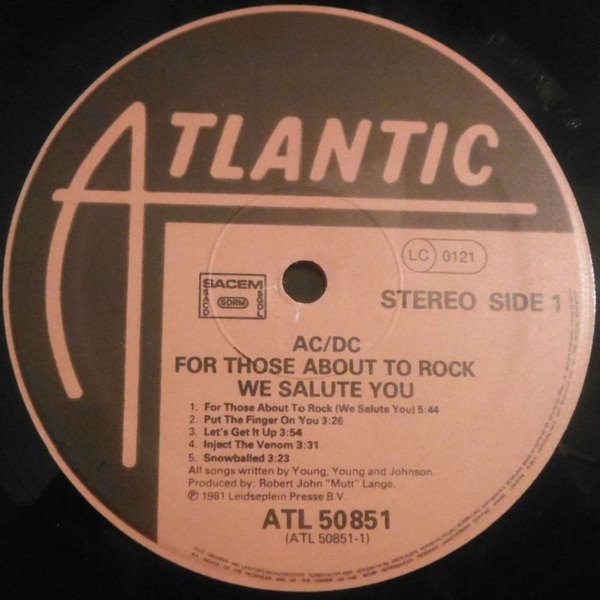 ATLANTIC
LC 0121
SACEM
SACD SDRM SGDL
STEREO SIDE 1
AC/DC
FOR THOSE ABOUT TO ROCK
WE SALUTE YOU
1. For Those About To Rock (We Salute You) 5:44
2. Put The Finger On You 3:26
3. Let's Get It Up 3:54
4. Inject The Venom 3:31
5. Snowballed 3:23
All songs written by Young, Young and Johnson.
Produced by: Robert John "Mutt" Lange.
℗ 1981 Leidseplein Presse B.V.
ATL 50851
(ATL 50851-1)